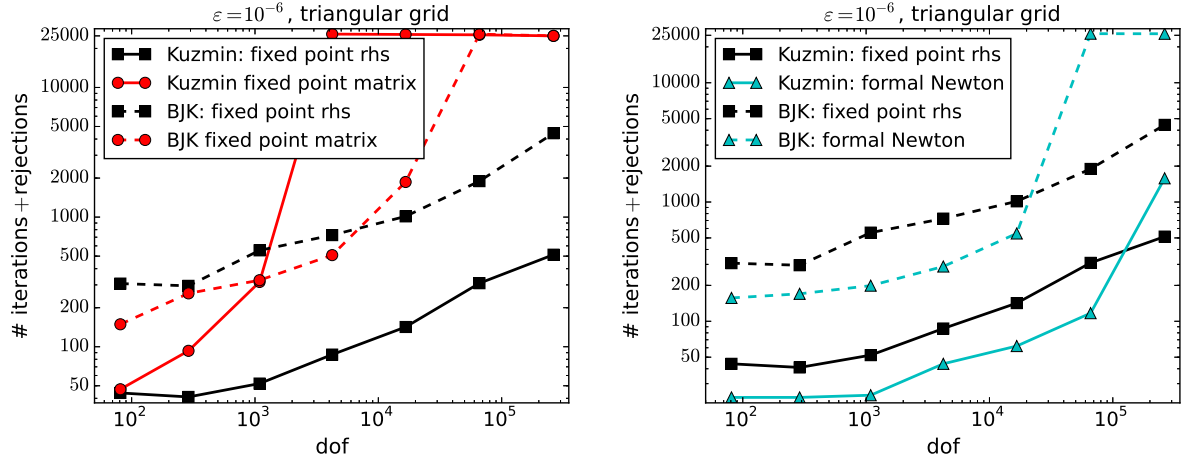 ε=10⁻⁶, triangular grid
# iterations+rejections
25000
10000
5000
2000
1000
500
200
100
50
Kuzmin: fixed point rhs
Kuzmin fixed point matrix
BJK: fixed point rhs
BJK fixed point matrix
10² 10³ 10⁴ 10⁵
dof
ε=10⁻⁶, triangular grid
# iterations+rejections
25000
10000
5000
2000
1000
500
200
100
50
Kuzmin: fixed point rhs
Kuzmin: formal Newton
BJK: fixed point rhs
BJK: formal Newton
10² 10³ 10⁴ 10⁵
dof